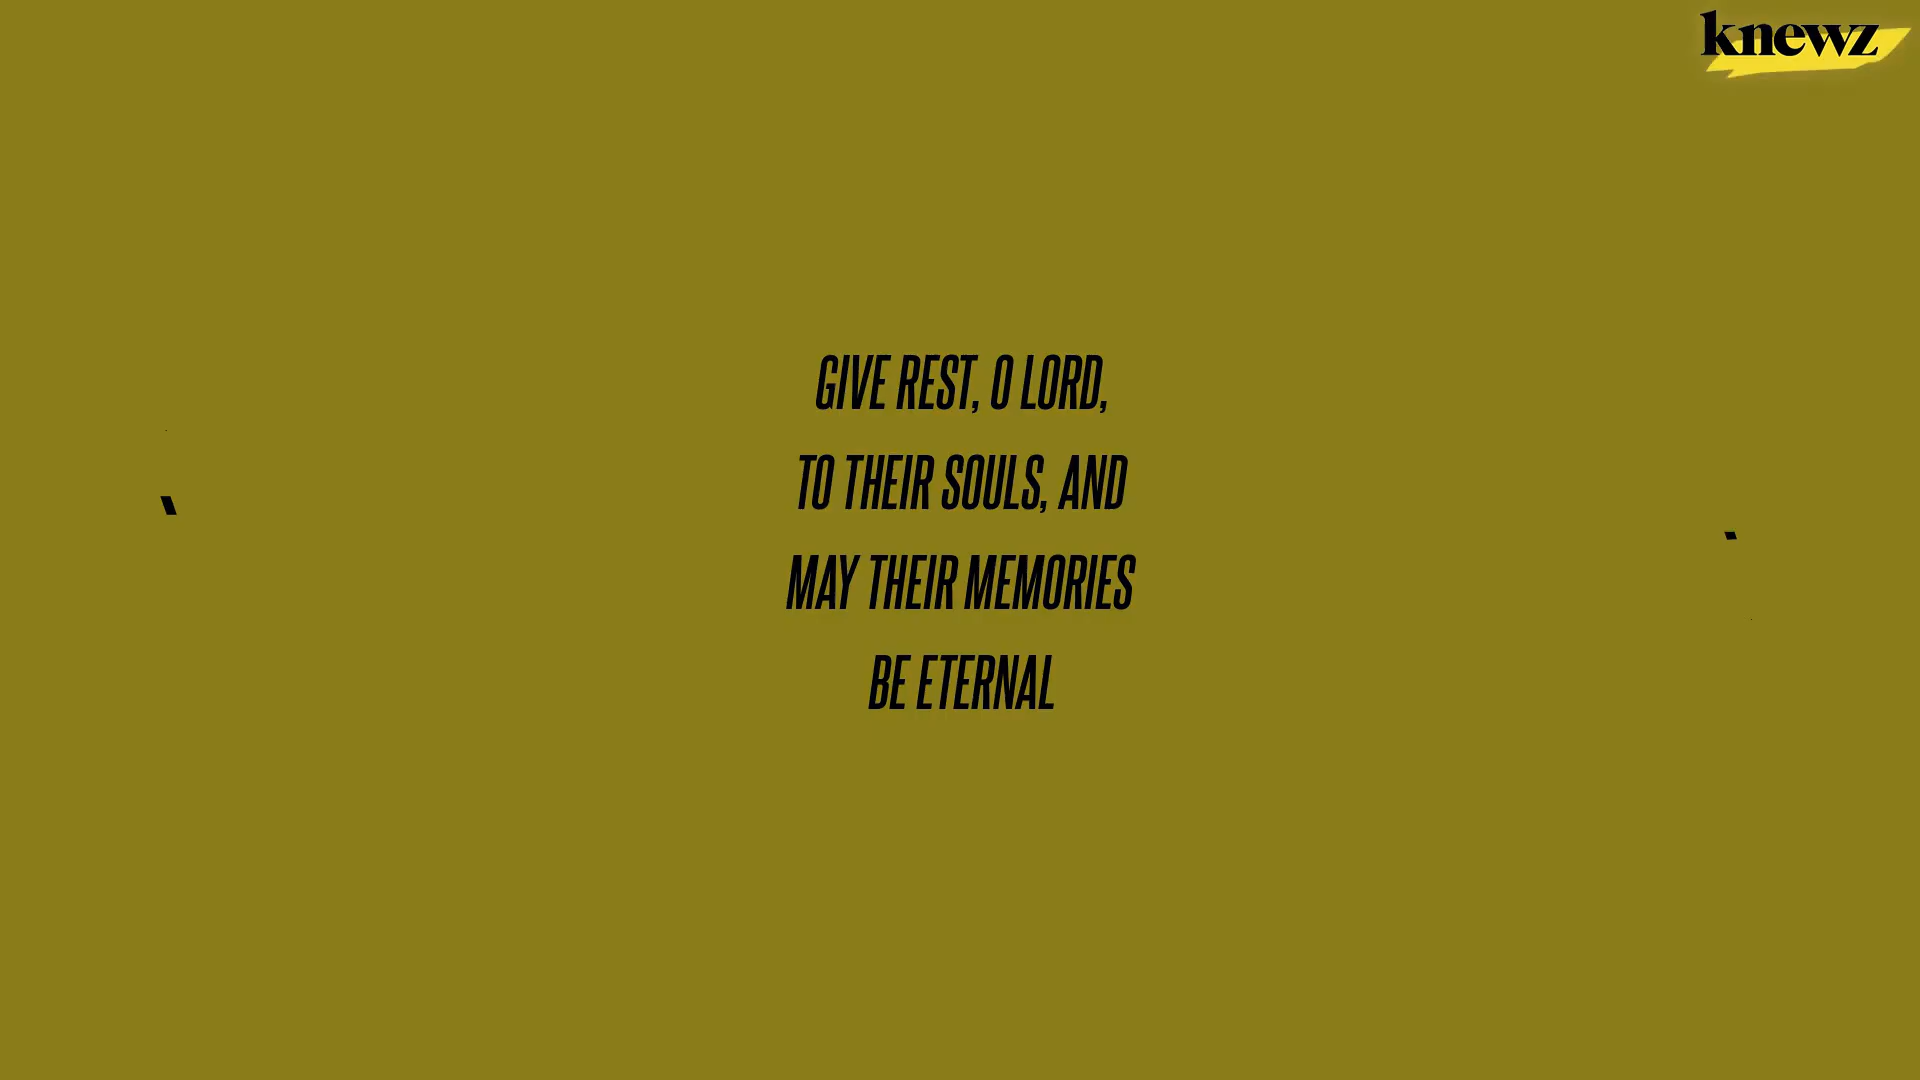 knewz
GIVE REST, O LORD,
TO THEIR SOULS, AND
MAY THEIR MEMORIES
BE ETERNAL